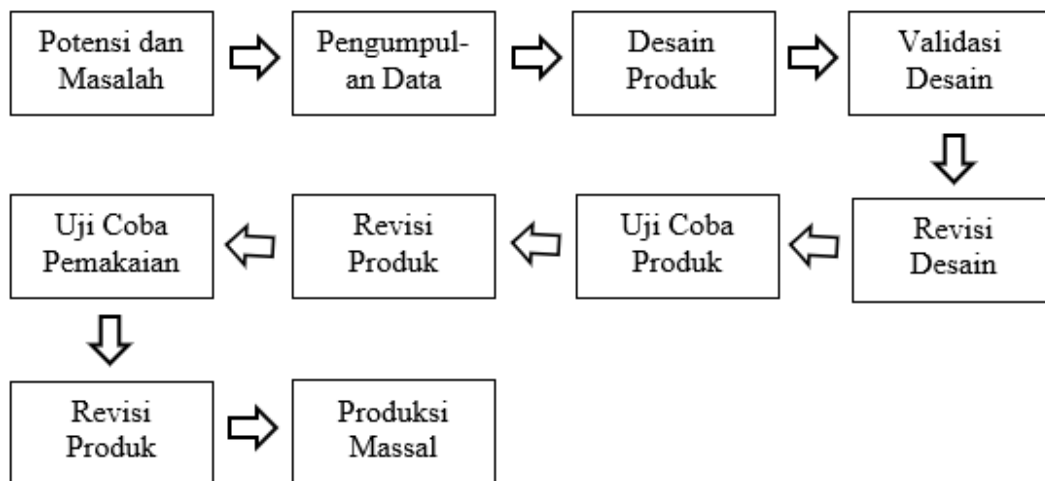 Potensi dan
Masalah
Pengumpul-
an Data
Desain
Produk
Validasi
Desain
Revisi
Desain
Uji Coba
Produk
Revisi
Produk
Uji Coba
Pemakaian
Revisi
Produk
Produksi
Massal